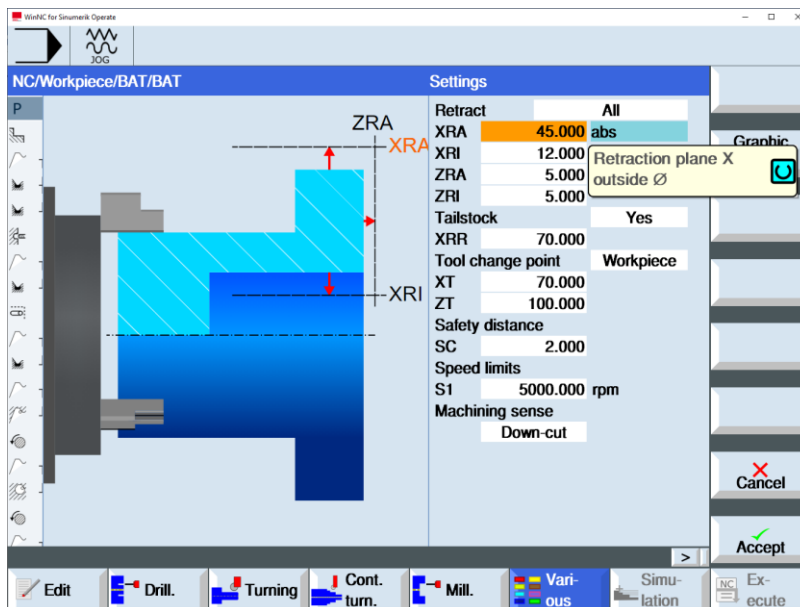 WinNC for Sinumerik Operate
JOG
NC/Workpiece/BAT/BAT
Settings
P
ZRA
XRA
XRI
Retract All
XRA 45.000 abs
XRI 12.000
ZRA 5.000
ZRI 5.000
Retraction plane X
outside Ø
Tailstock Yes
XRR 70.000
Tool change point Workpiece
XT 70.000
ZT 100.000
Safety distance
SC 2.000
Speed limits
S1 5000.000 rpm
Machining sense
Down-cut
Graphic
Cancel
Accept
>
Edit
Drill.
Turning
Cont.
turn.
Mill.
Vari-
ous
Simu-
lation
NC
Ex-
ecute